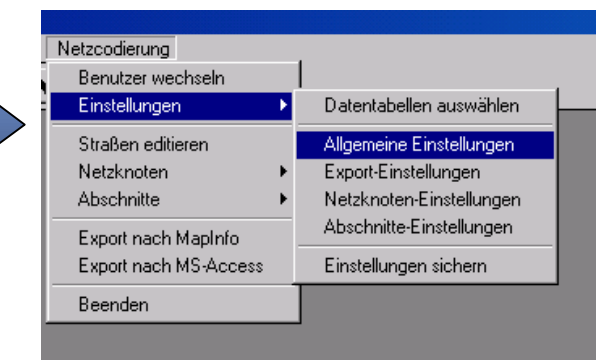 Netzcodierung
Benutzer wechseln
Einstellungen
Straßen editieren
Netzknoten
Abschnitte
Export nach MapInfo
Export nach MS-Access
Beenden
Datentabellen auswählen
Allgemeine Einstellungen
Export-Einstellungen
Netzknoten-Einstellungen
Abschnitte-Einstellungen
Einstellungen sichern